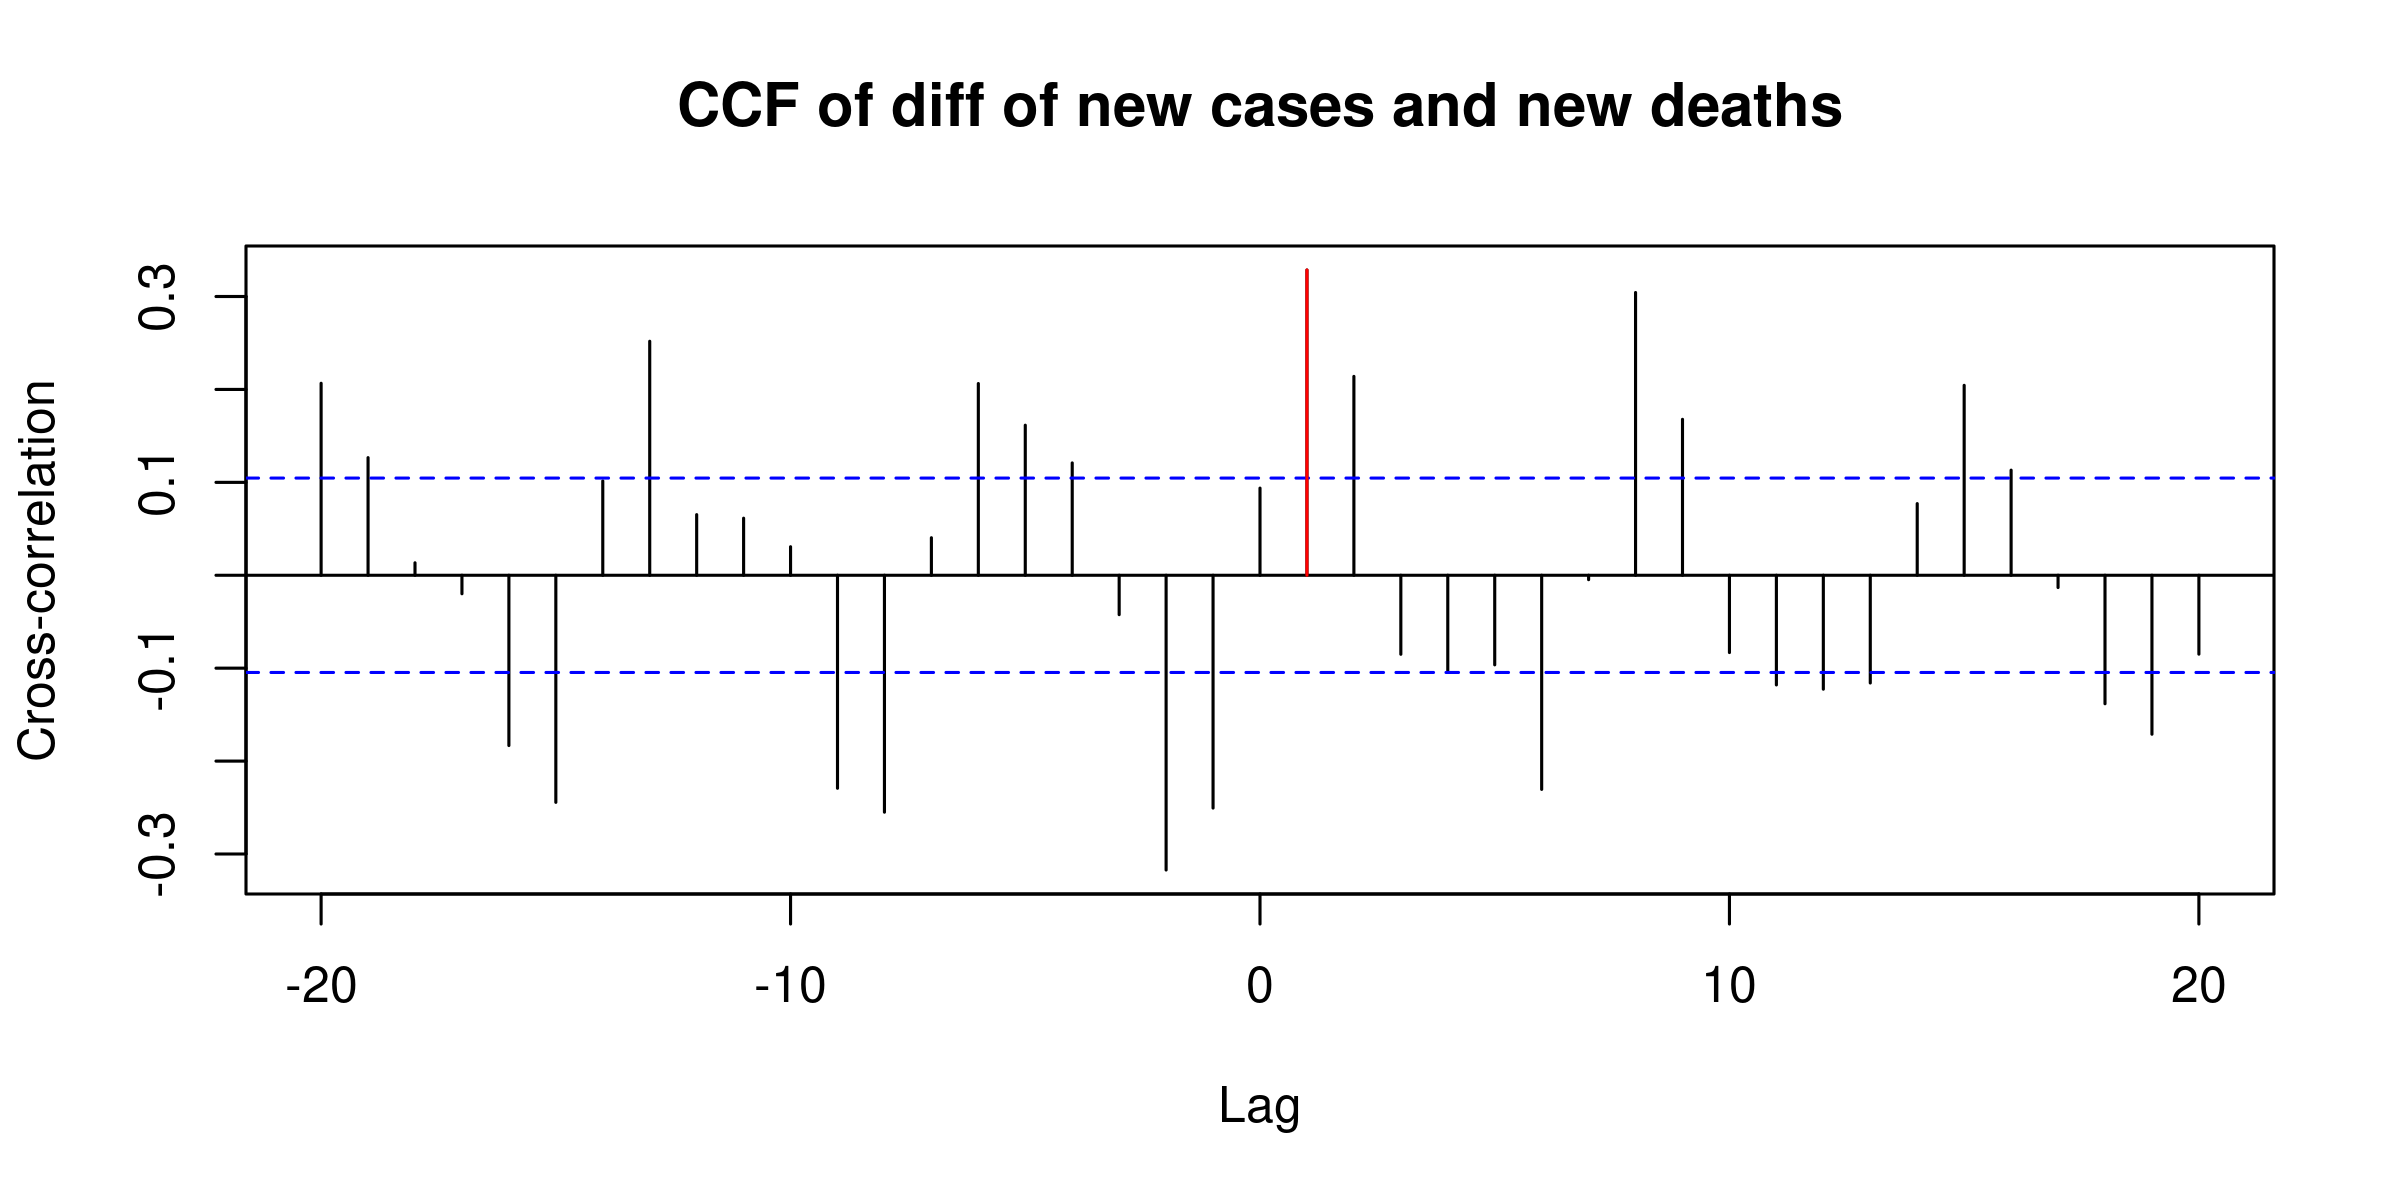 CCF of diff of new cases and new deaths
Cross-correlation
0.3
0.1
-0.1
-0.3
-20 -10 0 10 20
Lag